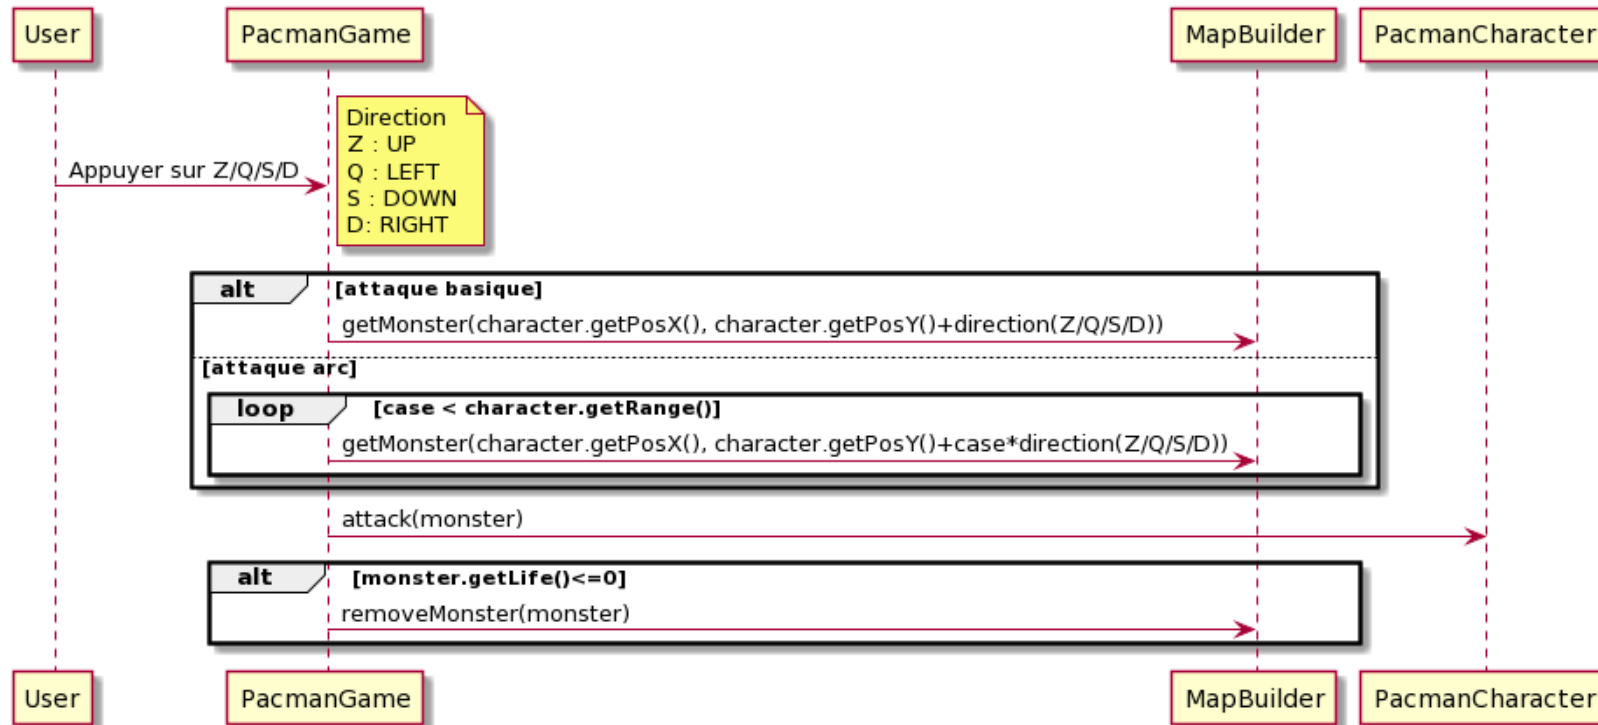 User
PacmanGame
MapBuilder
PacmanCharacter
Direction
Z : UP
Q : LEFT
S : DOWN
D: RIGHT
Appuyer sur Z/Q/S/D
alt
[attaque basique]
getMonster(character.getPosX(), character.getPosY()+direction(Z/Q/S/D))
[attaque arc]
loop
[case < character.getRange()]
getMonster(character.getPosX(), character.getPosY()+case*direction(Z/Q/S/D))
attack(monster)
alt
[monster.getLife()<=0]
removeMonster(monster)
User
PacmanGame
MapBuilder
PacmanCharacter